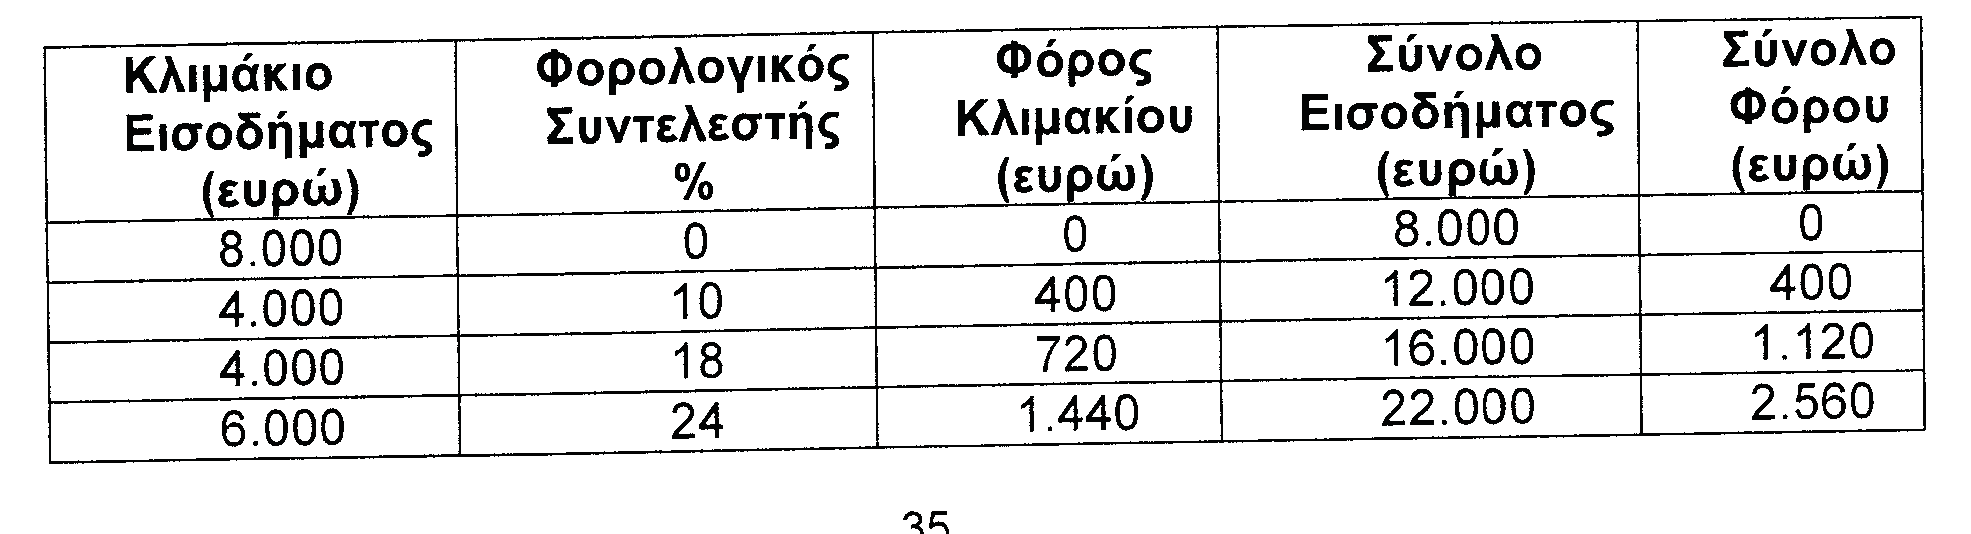 Κλιμάκιο Εισοδήματος (ευρώ) Φορολογικός Συντελεστής % Φόρος Κλιμακίου (ευρώ) Σύνολο Εισοδήματος (ευρώ) Σύνολο Φόρου (ευρώ)
8.000 0 0 8.000 0
4.000 10 400 12.000 400
4.000 18 720 16.000 1.120
6.000 24 1.440 22.000 2.560
35